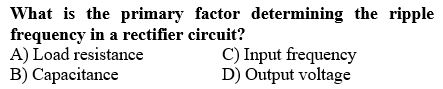 What is the primary factor determining the ripple
frequency in a rectifier circuit?
A) Load resistance C) Input frequency
B) Capacitance D) Output voltage